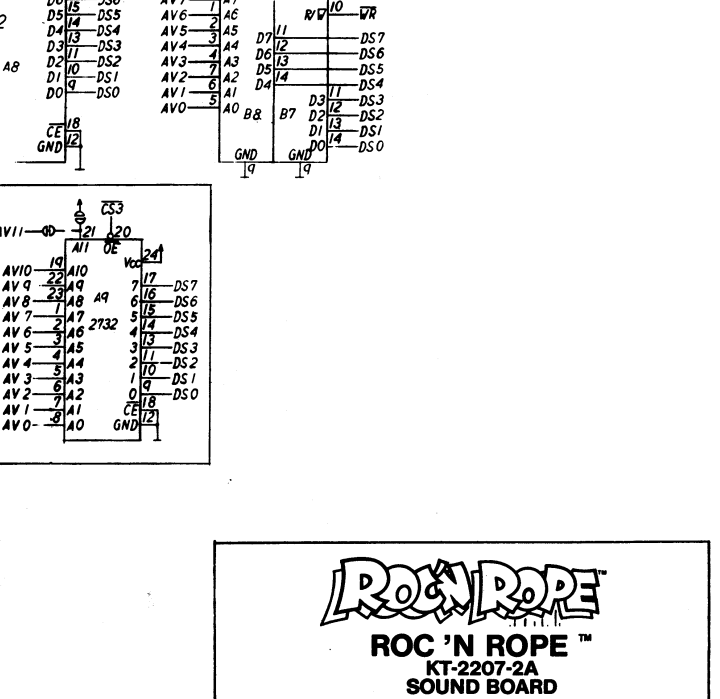 D5 15 DS5
D4 14 DS4
D3 13 DS3
D2 11 DS2
D1 10 DS1
D0 9 DS0
A8
CE 18
GND 12
AV6 1 A6
AV5 2 A5
AV4 3 A4
AV3 4 A3
AV2 7 A2
AV1 6 A1
AV0 5 A0
B8 B7
R/W 10 WR
D7 11 DS7
D6 12 DS6
D5 13 DS5
D4 14 DS4
D3 11 DS3
D2 12 DS2
D1 13 DS1
D0 14 DS0
GND GND
9 9
CS3
AV11 21 20
A11 OE
Vcc 24
AV10 19 A10
AV9 22 A9
AV8 23 A8
AV7 1 A7
AV6 2 A6
AV5 3 A5
AV4 4 A4
AV3 5 A3
AV2 6 A2
AV1 7 A1
AV0 8 A0
A9
2732
7 17 DS7
6 16 DS6
5 15 DS5
4 14 DS4
3 13 DS3
2 11 DS2
1 10 DS1
0 9 DS0
CE 18
GND 12
ROC'N ROPE™
ROC 'N ROPE ™
KT-2207-2A
SOUND BOARD